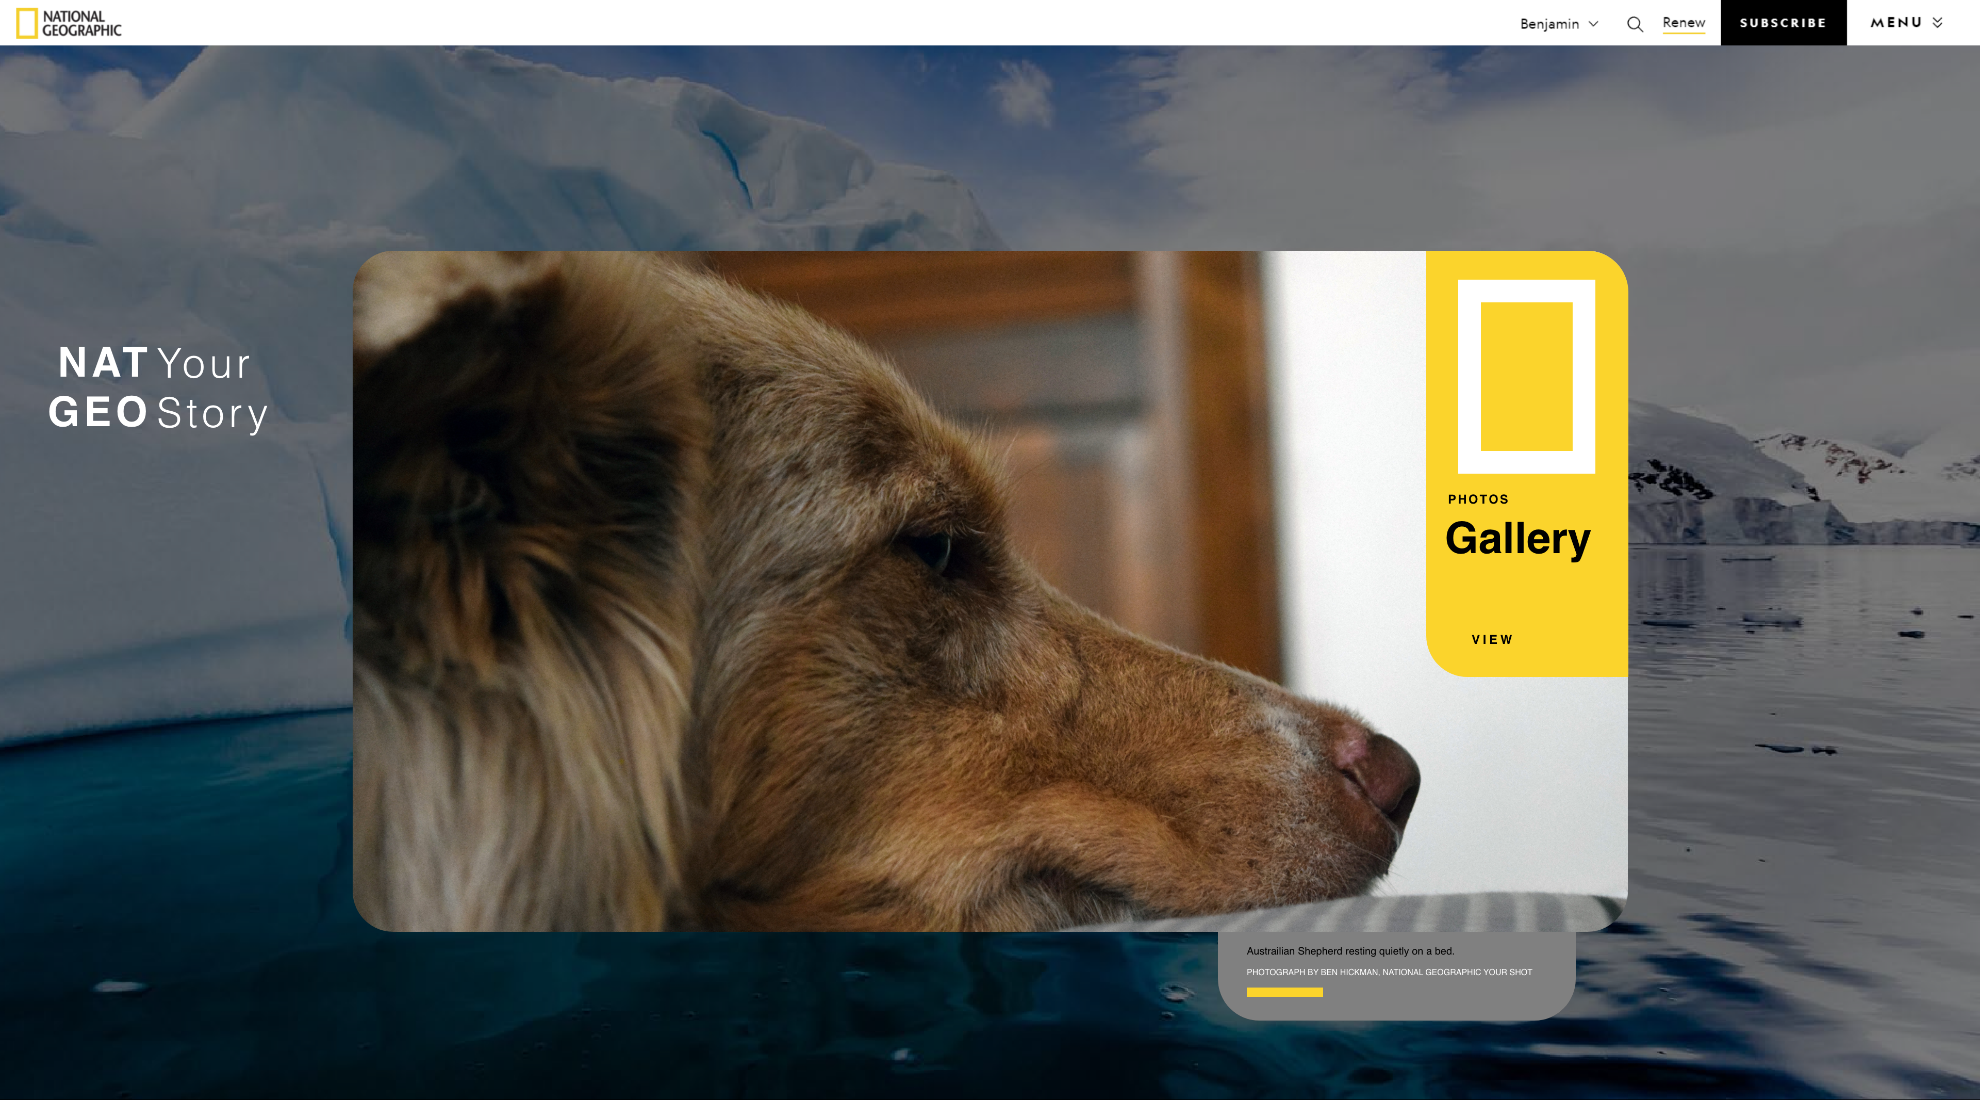 NATIONAL
GEOGRAPHIC
Benjamin
Renew
SUBSCRIBE
MENU
NAT Your
GEO Story
PHOTOS
Gallery
VIEW
Austrailian Shepherd resting quietly on a bed.
PHOTOGRAPH BY BEN HICKMAN, NATIONAL GEOGRAPHIC YOUR SHOT